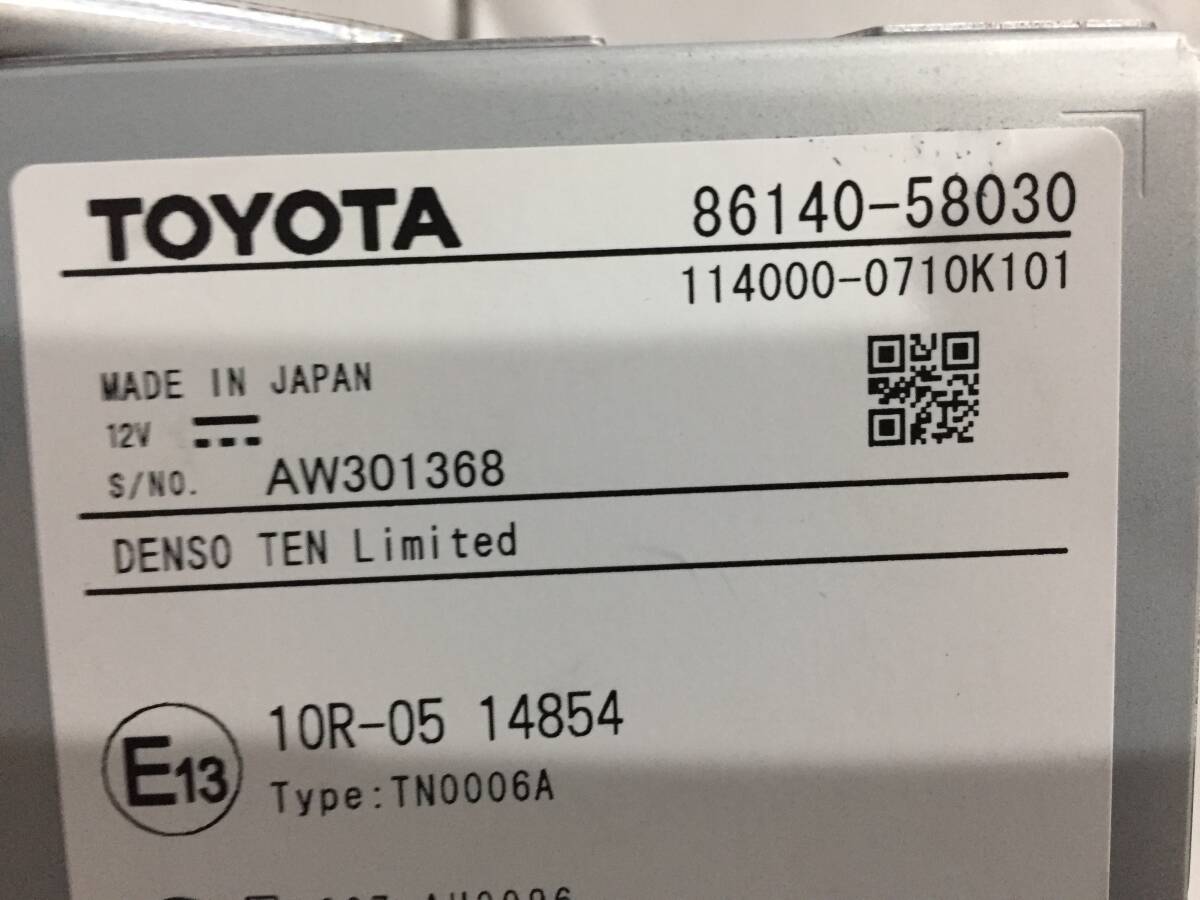 TOYOTA 86140-58030
114000-0710K101
MADE IN JAPAN
12V
S/NO. AW301368
DENSO TEN Limited
E13 10R-05 14854
Type:TN0006A